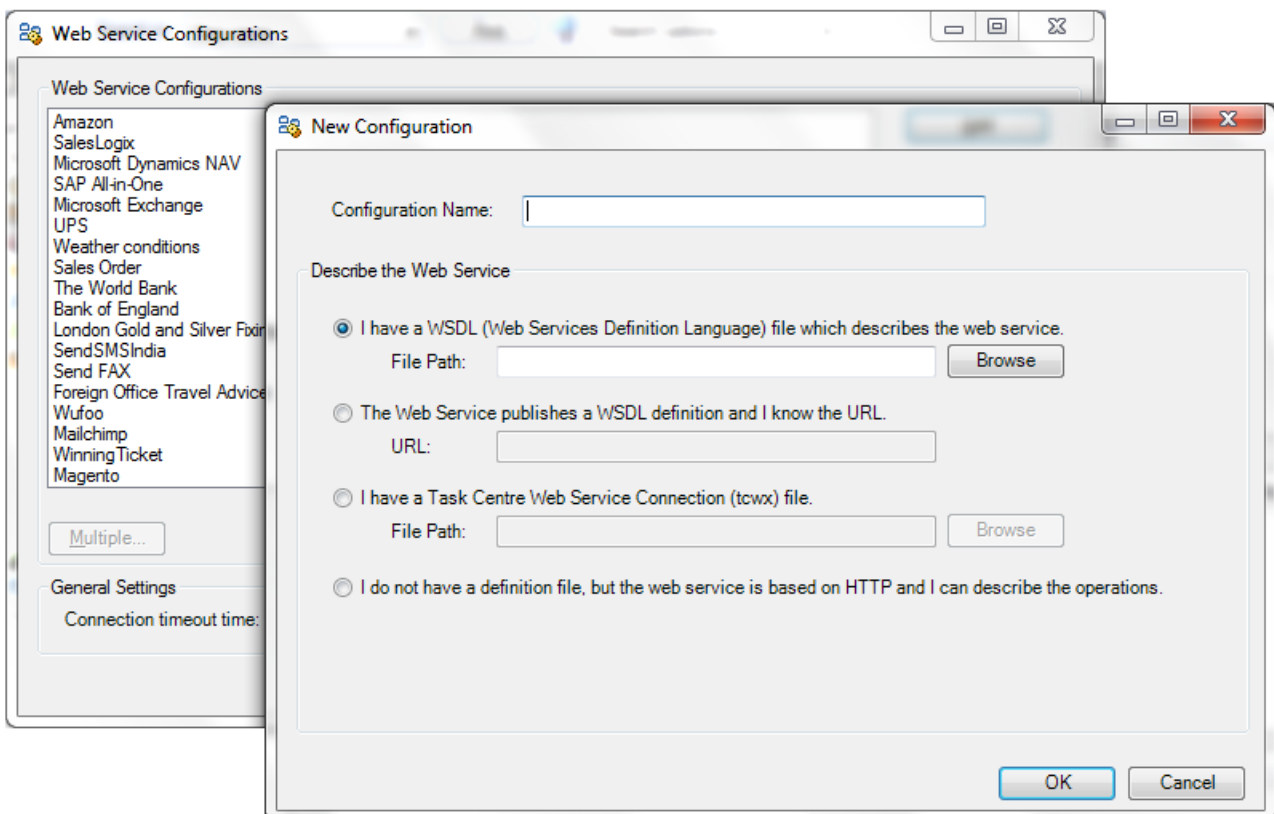 Web Service Configurations
Web Service Configurations
Amazon
SalesLogix
Microsoft Dynamics NAV
SAP All-in-One
Microsoft Exchange
UPS
Weather conditions
Sales Order
The World Bank
Bank of England
London Gold and Silver Fixin
SendSMSIndia
Send FAX
Foreign Office Travel Advice
Wufoo
Mailchimp
WinningTicket
Magento
Multiple...
General Settings
Connection timeout time:
New Configuration
Configuration Name:
Describe the Web Service
I have a WSDL (Web Services Definition Language) file which describes the web service.
File Path: Browse
The Web Service publishes a WSDL definition and I know the URL.
URL:
I have a Task Centre Web Service Connection (tcwx) file.
File Path: Browse
I do not have a definition file, but the web service is based on HTTP and I can describe the operations.
OK Cancel